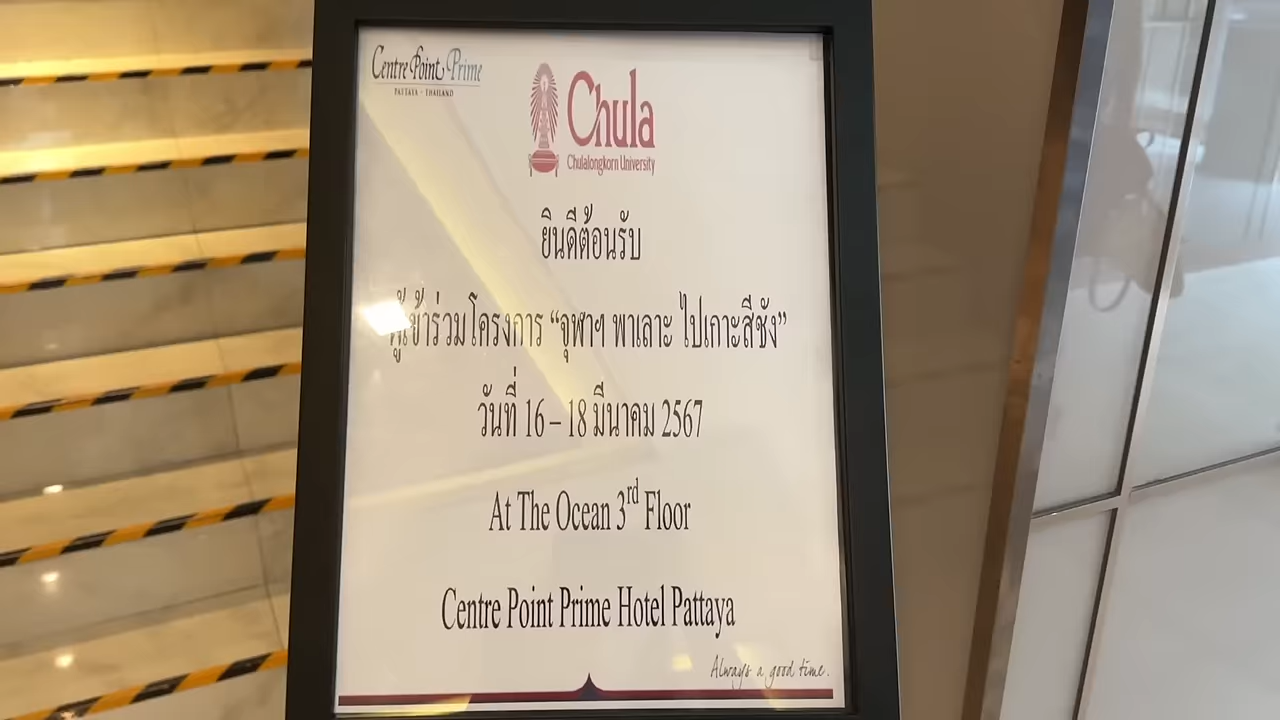 Centre Point Prime
PATTAYA - THAILAND
Chula
Chulalongkorn University
ยินดีต้อนรับ
ผู้เข้าร่วมโครงการ “จุฬาฯ พาเลาะ ไปเกาะสีชัง”
วันที่ 16 – 18 มีนาคม 2567
At The Ocean 3rd Floor
Centre Point Prime Hotel Pattaya
Always a good time.